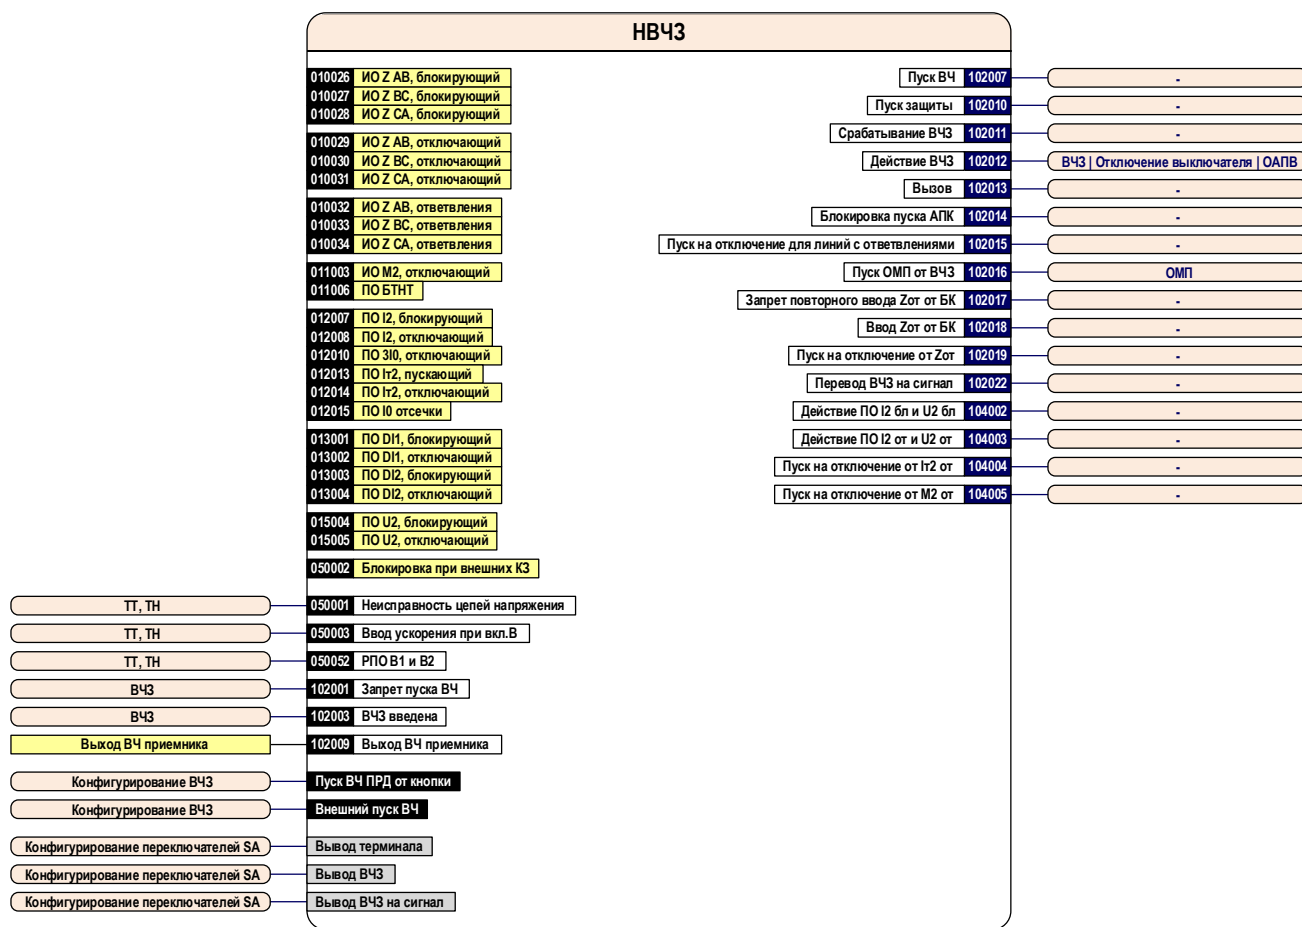 НВЧЗ
010026 ИО Z АВ, блокирующий
010027 ИО Z ВС, блокирующий
010028 ИО Z СА, блокирующий
010029 ИО Z АВ, отключающий
010030 ИО Z ВС, отключающий
010031 ИО Z СА, отключающий
010032 ИО Z АВ, ответвления
010033 ИО Z ВС, ответвления
010034 ИО Z СА, ответвления
011003 ИО М2, отключающий
011006 ПО БТНТ
012007 ПО I2, блокирующий
012008 ПО I2, отключающий
012010 ПО 3I0, отключающий
012013 ПО Iт2, пускающий
012014 ПО Iт2, отключающий
012015 ПО I0 отсечки
013001 ПО DI1, блокирующий
013002 ПО DI1, отключающий
013003 ПО DI2, блокирующий
013004 ПО DI2, отключающий
015004 ПО U2, блокирующий
015005 ПО U2, отключающий
050002 Блокировка при внешних КЗ
ТТ, ТН 050001 Неисправность цепей напряжения
ТТ, ТН 050003 Ввод ускорения при вкл.В
ТТ, ТН 050052 РПО В1 и В2
ВЧЗ 102001 Запрет пуска ВЧ
ВЧЗ 102003 ВЧЗ введена
Выход ВЧ приемника 102009 Выход ВЧ приемника
Конфигурирование ВЧЗ Пуск ВЧ ПРД от кнопки
Конфигурирование ВЧЗ Внешний пуск ВЧ
Конфигурирование переключателей SA Вывод терминала
Конфигурирование переключателей SA Вывод ВЧЗ
Конфигурирование переключателей SA Вывод ВЧЗ на сигнал
Пуск ВЧ 102007 -
Пуск защиты 102010 -
Срабатывание ВЧЗ 102011 -
Действие ВЧЗ 102012 ВЧЗ | Отключение выключателя | ОАПВ
Вызов 102013 -
Блокировка пуска АПК 102014 -
Пуск на отключение для линий с ответвлениями 102015 -
Пуск ОМП от ВЧЗ 102016 ОМП
Запрет повторного ввода Zот от БК 102017 -
Ввод Zот от БК 102018 -
Пуск на отключение от Zот 102019 -
Перевод ВЧЗ на сигнал 102022 -
Действие ПО I2 бл и U2 бл 104002 -
Действие ПО I2 от и U2 от 104003 -
Пуск на отключение от Iт2 от 104004 -
Пуск на отключение от М2 от 104005 -